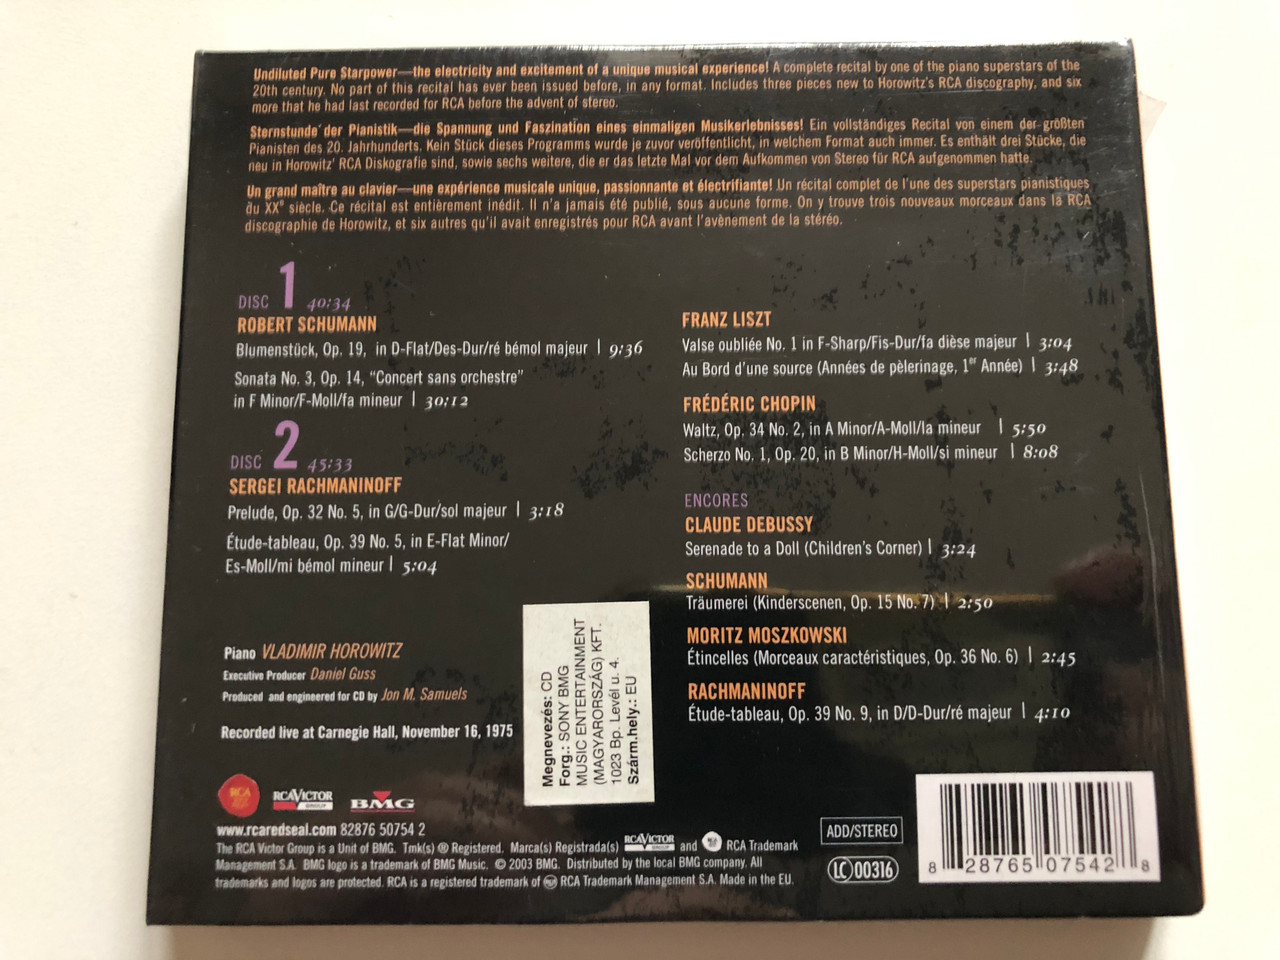 Undiluted Pure Starpower—the electricity and excitement of a unique musical experience! A complete recital by one of the piano superstars of the
20th century. No part of this recital has ever been issued before, in any format. Includes three pieces new to Horowitz's RCA discography, and six
more that he had last recorded for RCA before the advent of stereo.
Sternstunde der Pianistik—die Spannung und Faszination eines einmaligen Musikerlebnisses! Ein vollständiges Recital von einem der größten
Pianisten des 20. Jahrhunderts. Kein Stück dieses Programms wurde je zuvor veröffentlicht, in welchem Format auch immer. Es enthält drei Stücke, die
neu in Horowitz' RCA Diskografie sind, sowie sechs weitere, die er das letzte Mal vor dem Aufkommen von Stereo für RCA aufgenommen hatte.
Un grand maître au clavier—une expérience musicale unique, passionnante et électrifiante! Un récital complet de l'une des superstars pianistiques
du XXe siècle. Ce récital est entièrement inédit. Il n'a jamais été publié, sous aucune forme. On y trouve trois nouveaux morceaux dans la RCA
discographie de Horowitz, et six autres qu'il avait enregistrés pour RCA avant l'avènement de la stéréo.
DISC 1 40:34
ROBERT SCHUMANN
Blumenstück, Op. 19, in D-Flat/Des-Dur/ré bémol majeur | 9:36
Sonata No. 3, Op. 14, "Concert sans orchestre"
in F Minor/F-Moll/fa mineur | 30:12
DISC 2 45:33
SERGEI RACHMANINOFF
Prelude, Op. 32 No. 5, in G/G-Dur/sol majeur | 3:18
Étude-tableau, Op. 39 No. 5, in E-Flat Minor/
Es-Moll/mi bémol mineur | 5:04
FRANZ LISZT
Valse oubliée No. 1 in F-Sharp/Fis-Dur/fa dièse majeur | 3:04
Au Bord d'une source (Années de pèlerinage, 1er Année) | 3:48
FRÉDÉRIC CHOPIN
Waltz, Op. 34 No. 2, in A Minor/A-Moll/la mineur | 5:50
Scherzo No. 1, Op. 20, in B Minor/H-Moll/si mineur | 8:08
ENCORES
CLAUDE DEBUSSY
Serenade to a Doll (Children's Corner) | 3:24
SCHUMANN
Träumerei (Kinderscenen, Op. 15 No. 7) | 2:50
MORITZ MOSZKOWSKI
Étincelles (Morceaux caractéristiques, Op. 36 No. 6) | 2:45
RACHMANINOFF
Étude-tableau, Op. 39 No. 9, in D/D-Dur/ré majeur | 4:10
Piano VLADIMIR HOROWITZ
Executive Producer Daniel Guss
Produced and engineered for CD by Jon M. Samuels
Recorded live at Carnegie Hall, November 16, 1975
Megnevezés: CD
Forg.: SONY BMG
MUSIC ENTERTAINMENT
(MAGYARORSZÁG) KFT.
1023 Bp. Levél u. 4.
Szárm.hely.: EU
RCA RCA VICTOR GROUP BMG
www.rcaredseal.com 82876 50754 2
The RCA Victor Group is a Unit of BMG. Tmk(s) ® Registered. Marca(s) Registrada(s) RCA VICTOR GROUP and RCA Trademark
Management S.A. BMG logo is a trademark of BMG Music. © 2003 BMG. Distributed by the local BMG company. All
trademarks and logos are protected. RCA is a registered trademark of RCA Trademark Management S.A. Made in the EU.
ADD/STEREO
LC 00316
8 28765 07542 8